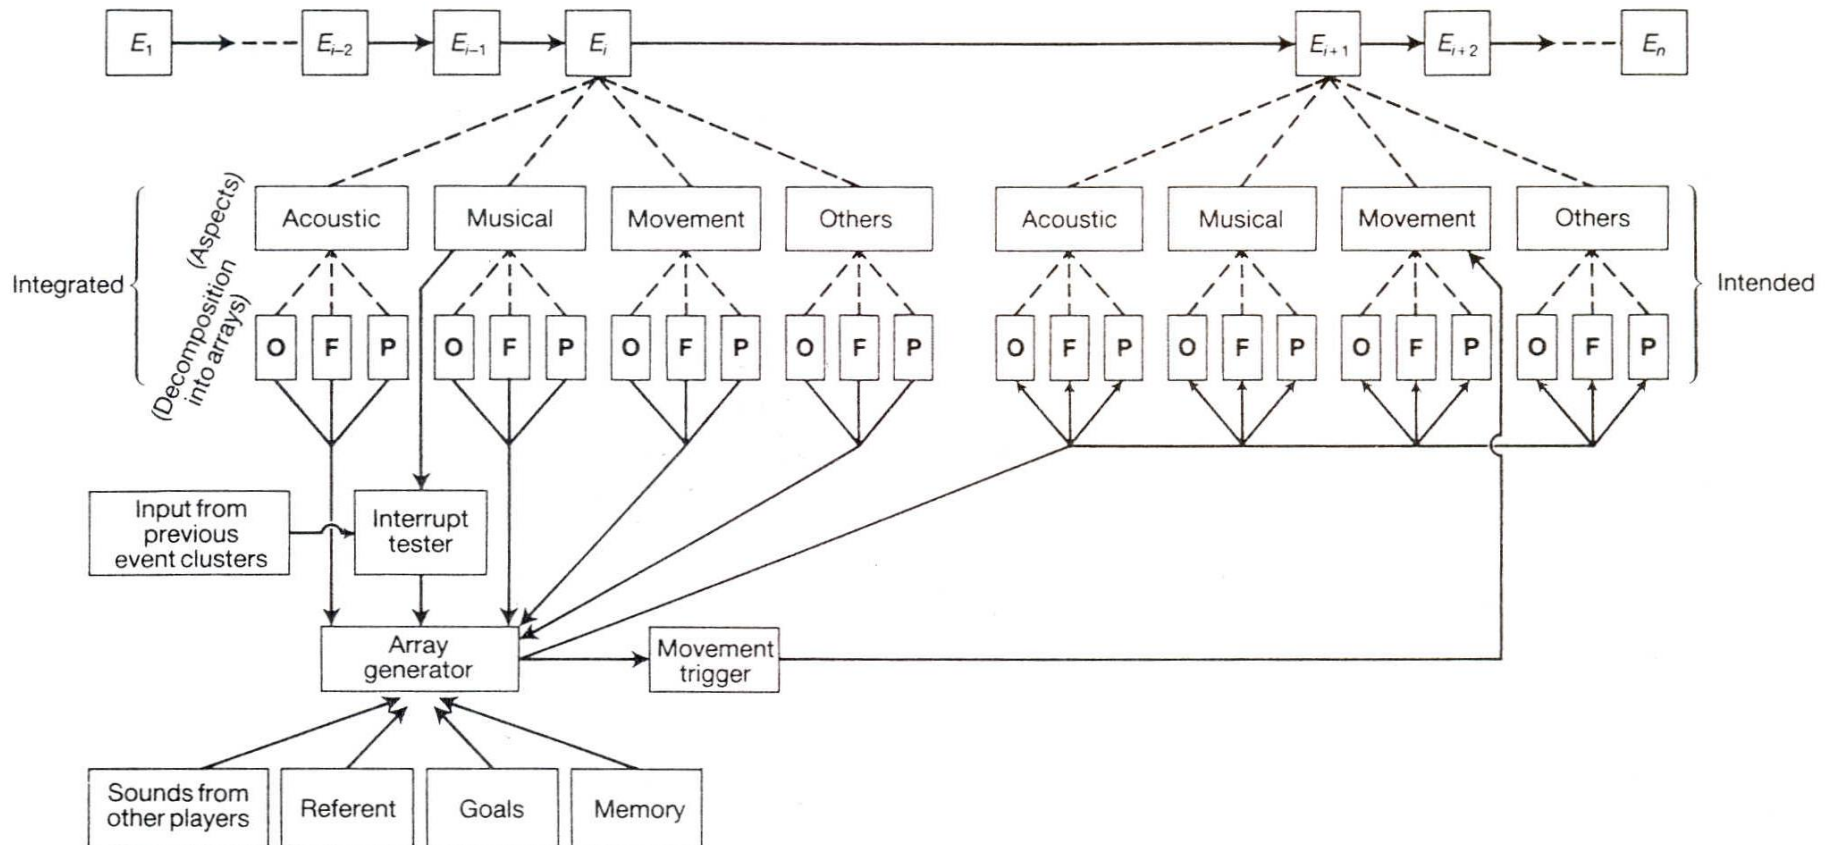 E1 Ei–2 Ei–1 Ei Ei+1 Ei+2 En
Integrated
(Aspects)
(Decomposition
into arrays)
Acoustic Musical Movement Others Acoustic Musical Movement Others
Intended
O F P O F P O F P O F P O F P O F P O F P O F P
Input from
previous
event clusters
Interrupt
tester
Array
generator
Movement
trigger
Sounds from
other players
Referent
Goals
Memory